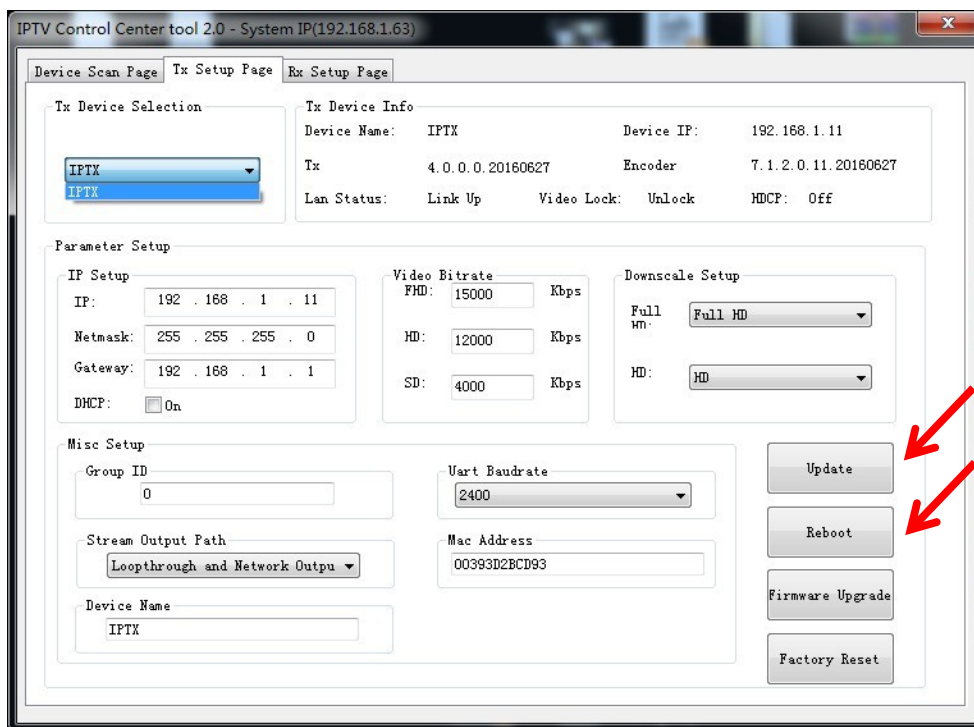 IPTV Control Center tool 2.0 - System IP(192.168.1.63)
Device Scan Page Tx Setup Page Rx Setup Page
Tx Device Selection
IPTX
IPTX
Tx Device Info
Device Name: IPTX Device IP: 192.168.1.11
Tx 4.0.0.0.20160627 Encoder 7.1.2.0.11.20160627
Lan Status: Link Up Video Lock: Unlock HDCP: Off
Parameter Setup
IP Setup
IP: 192 . 168 . 1 . 11
Netmask: 255 . 255 . 255 . 0
Gateway: 192 . 168 . 1 . 1
DHCP: On
Video Bitrate
FHD: 15000 Kbps
HD: 12000 Kbps
SD: 4000 Kbps
Downscale Setup
Full
HD: Full HD
HD: HD
Misc Setup
Group ID
0
Uart Baudrate
2400
Stream Output Path
Loopthrough and Network Outpu
Mac Address
00393D2BCD93
Device Name
IPTX
Update
Reboot
Firmware Upgrade
Factory Reset